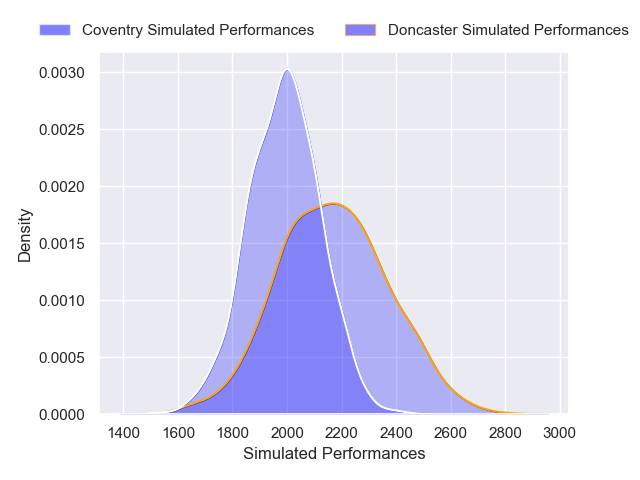 Coventry Simulated Performances
Doncaster Simulated Performances
0.0030
0.0025
0.0020
0.0015
0.0010
0.0005
0.0000
Density
1400 1600 1800 2000 2200 2400 2600 2800 3000
Simulated Performances